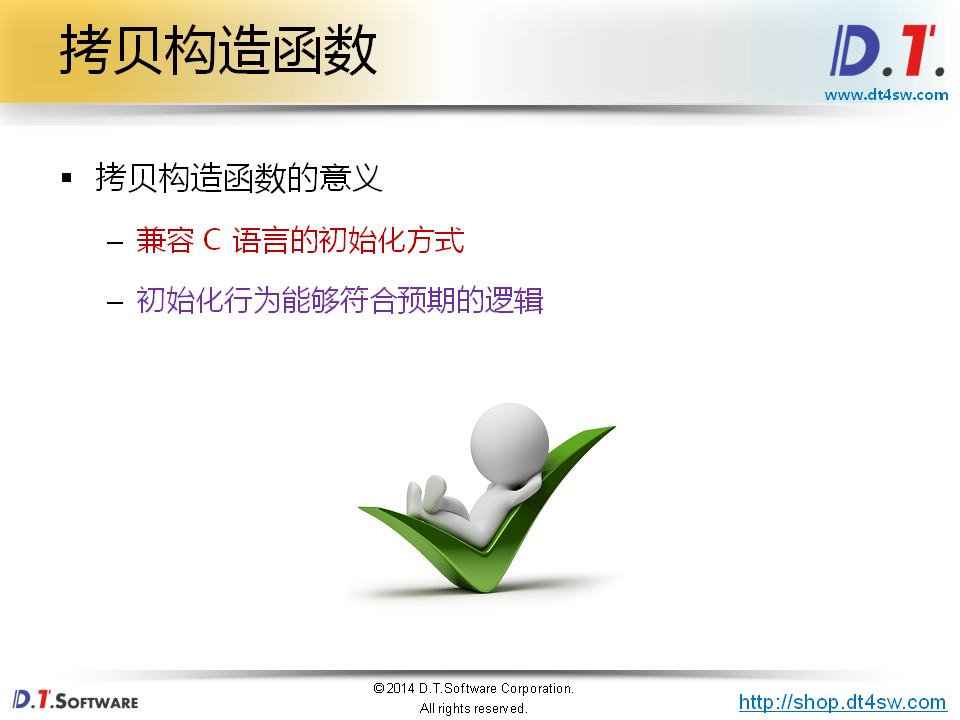 拷贝构造函数
D.T.
www.dt4sw.com
▪ 拷贝构造函数的意义
– 兼容 C 语言的初始化方式
– 初始化行为能够符合预期的逻辑
D.T.SOFTWARE
©2014 D.T.Software Corporation.
All rights reserved.
http://shop.dt4sw.com